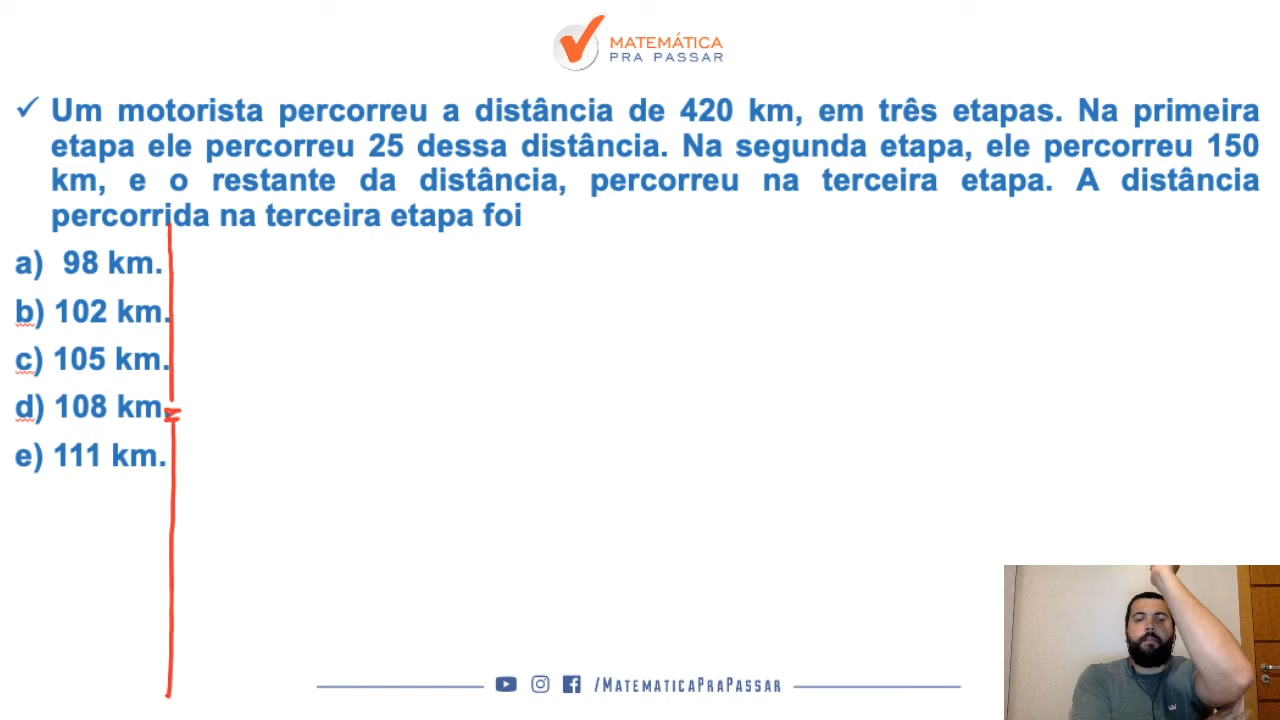 MATEMÁTICA
PRA PASSAR
✓ Um motorista percorreu a distância de 420 km, em três etapas. Na primeira
etapa ele percorreu 25 dessa distância. Na segunda etapa, ele percorreu 150
km, e o restante da distância, percorreu na terceira etapa. A distância
percorrida na terceira etapa foi
a) 98 km.
b) 102 km.
c) 105 km.
d) 108 km.
e) 111 km.
/MATEMATICAPRAPASSAR